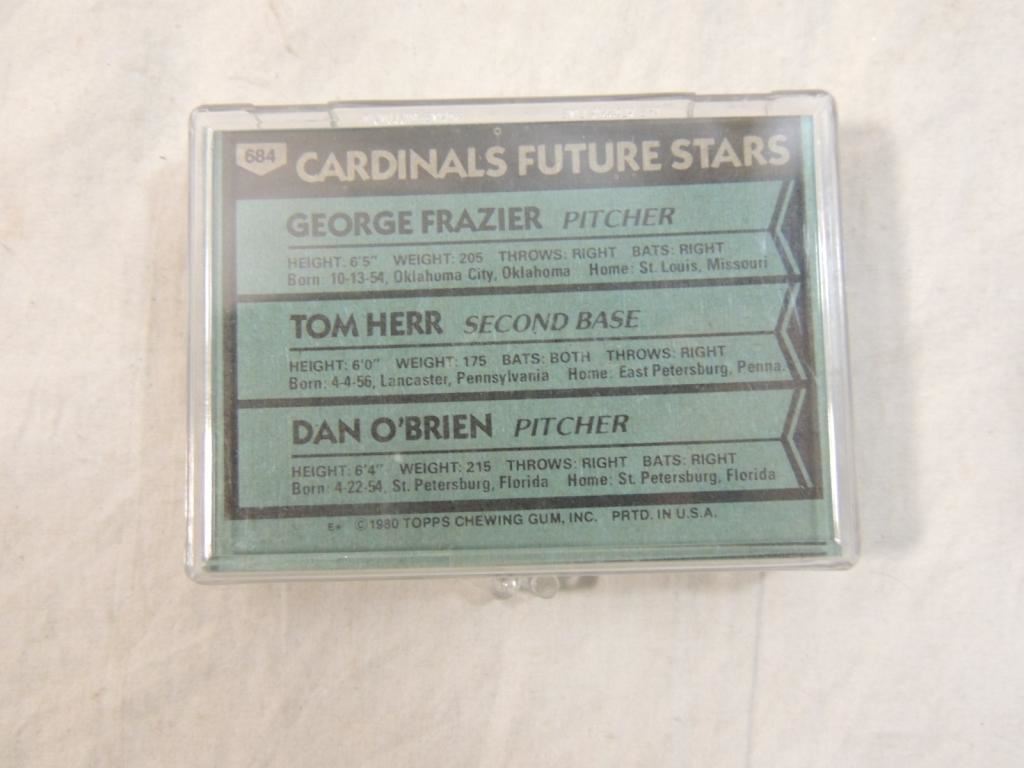 684 CARDINALS FUTURE STARS
GEORGE FRAZIER PITCHER
HEIGHT: 6'5" WEIGHT: 205 THROWS: RIGHT BATS: RIGHT
Born: 10-13-54, Oklahoma City, Oklahoma Home: St. Louis, Missouri
TOM HERR SECOND BASE
HEIGHT: 6'0" WEIGHT: 175 BATS: BOTH THROWS: RIGHT
Born: 4-4-56, Lancaster, Pennsylvania Home: East Petersburg, Penna.
DAN O'BRIEN PITCHER
HEIGHT: 6'4" WEIGHT: 215 THROWS: RIGHT BATS: RIGHT
Born: 4-22-54, St. Petersburg, Florida Home: St. Petersburg, Florida
E* ©1980 TOPPS CHEWING GUM, INC. PRTD. IN U.S.A.